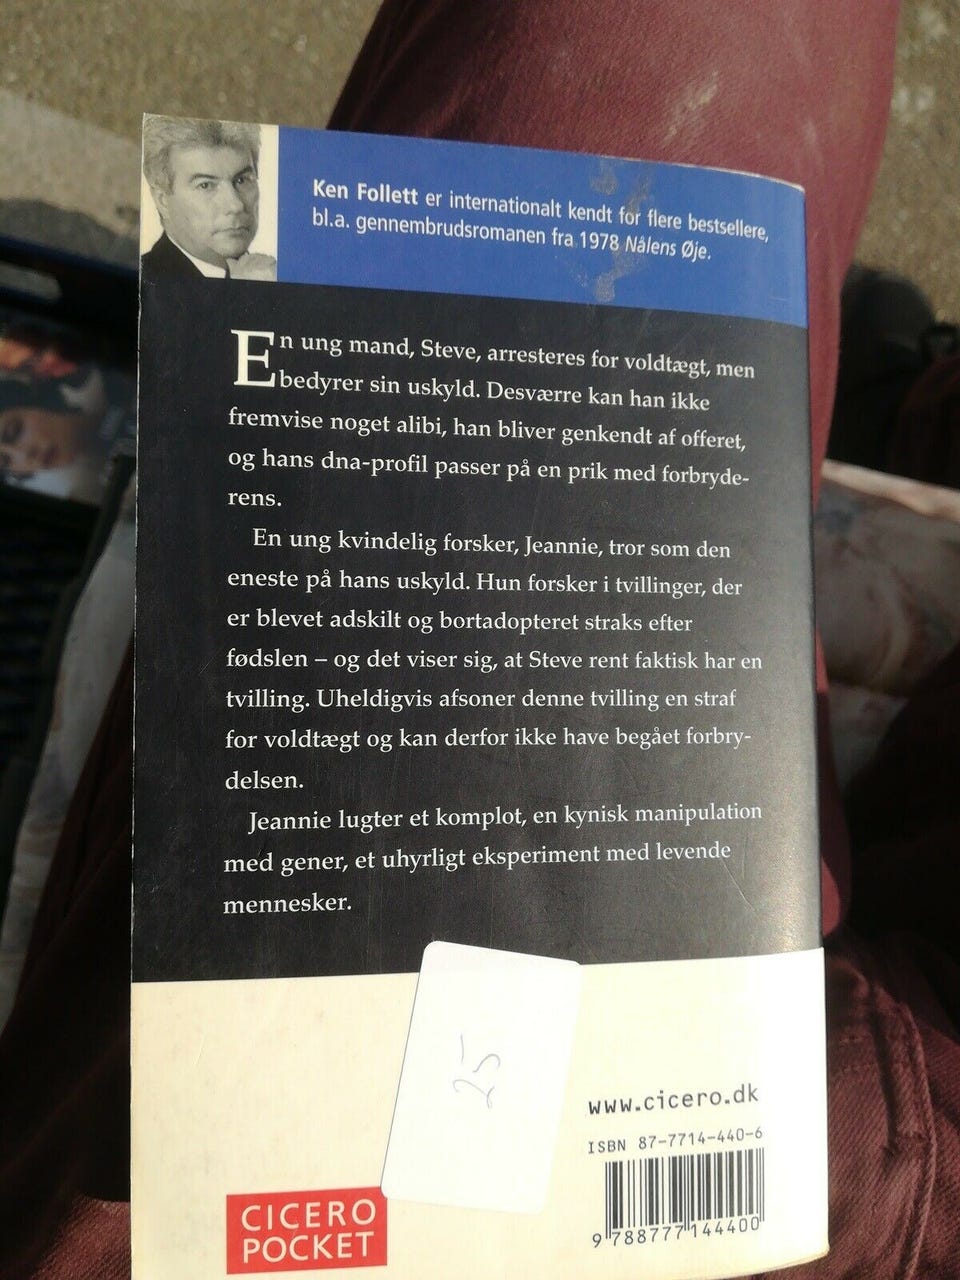 Ken Follett er internationalt kendt for flere bestsellere,
bl.a. gennembrudsromanen fra 1978 Nålens Øje.
En ung mand, Steve, arresteres for voldtægt, men
bedyrer sin uskyld. Desværre kan han ikke
fremvise noget alibi, han bliver genkendt af offeret,
og hans dna-profil passer på en prik med forbryde-
rens.
En ung kvindelig forsker, Jeannie, tror som den
eneste på hans uskyld. Hun forsker i tvillinger, der
er blevet adskilt og bortadopteret straks efter
fødslen – og det viser sig, at Steve rent faktisk har en
tvilling. Uheldigvis afsoner denne tvilling en straf
for voldtægt og kan derfor ikke have begået forbry-
delsen.
Jeannie lugter et komplot, en kynisk manipulation
med gener, et uhyrligt eksperiment med levende
mennesker.
25
www.cicero.dk
ISBN 87-7714-440-6
9 788777 144400
CICERO
POCKET